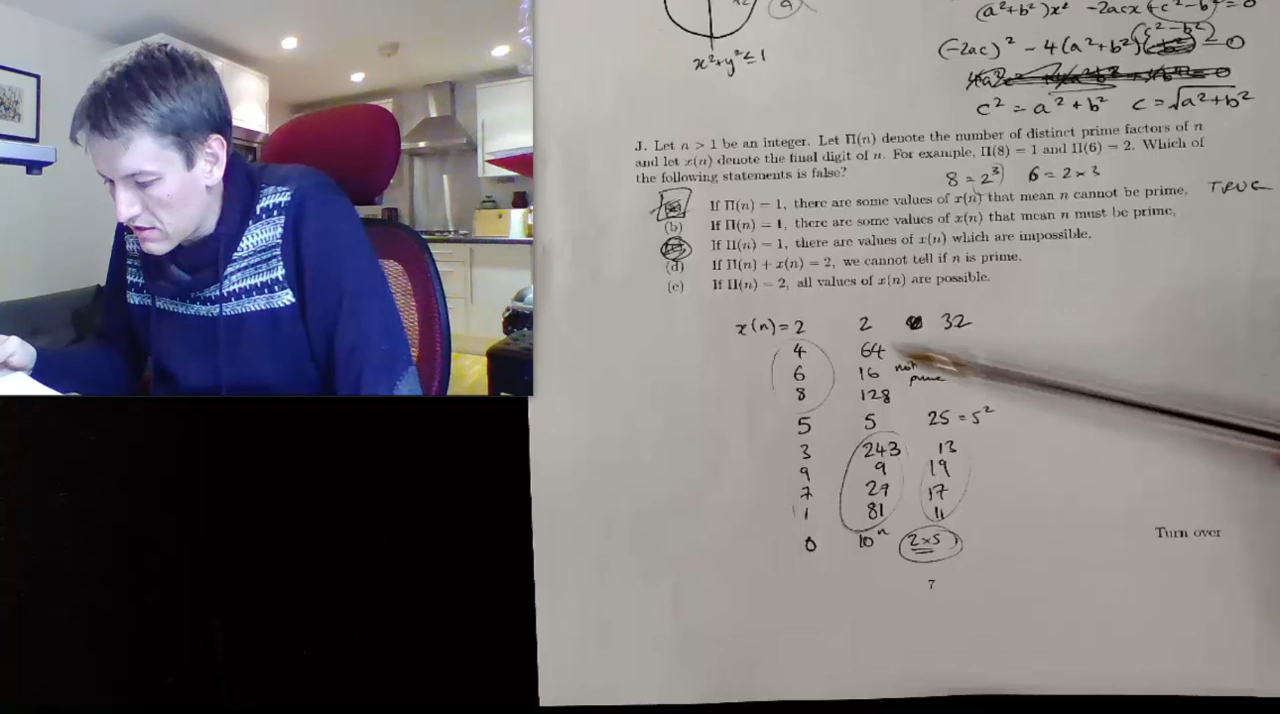 (a²+b²)x² -2acx + c²-b² = 0
(-2ac)² - 4(a²+b²)(c²-b²) = 0
x²+y² ≤ 1
c² = a² + b² c = √a²+b²
J. Let n > 1 be an integer. Let Π(n) denote the number of distinct prime factors of n
and let x(n) denote the final digit of n. For example, Π(8) = 1 and Π(6) = 2. Which of
the following statements is false?
8 = 2³ 6 = 2 × 3
If Π(n) = 1, there are some values of x(n) that mean n cannot be prime, TRUE
(b) If Π(n) = 1, there are some values of x(n) that mean n must be prime,
If Π(n) = 1, there are values of x(n) which are impossible,
(d) If Π(n) + x(n) = 2, we cannot tell if n is prime,
(e) If Π(n) = 2, all values of x(n) are possible.
x(n) = 2 2 32
4 64
6 16 not prime
8 128
5 5 25 = 5²
3 243 13
9 9 19
7 17
1 81 11
0 10ⁿ 2×5
Turn over
7